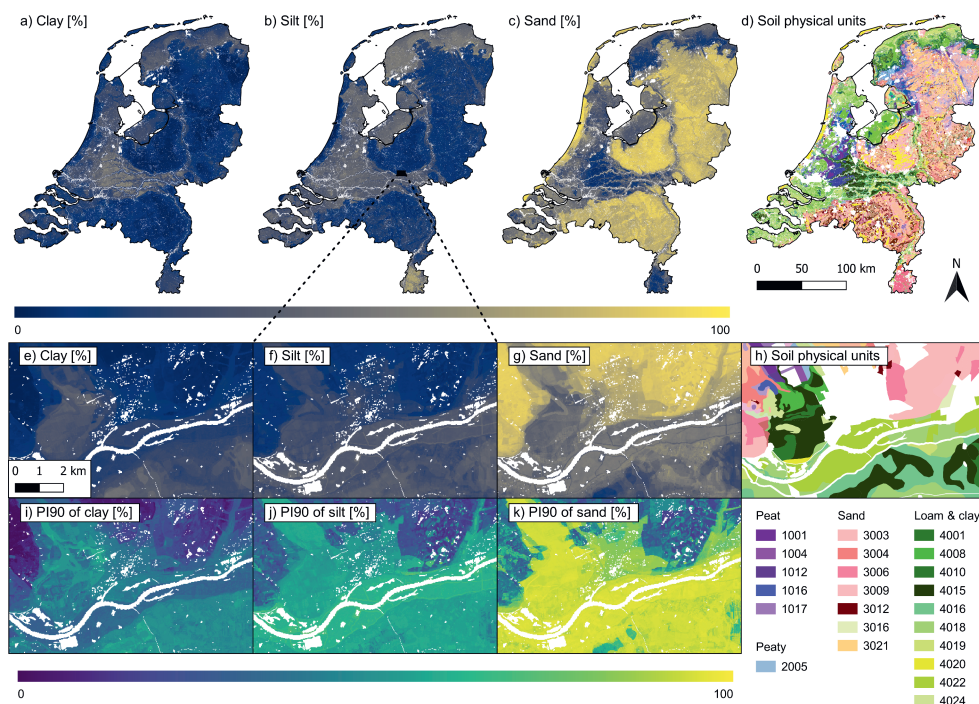 a) Clay [%]
b) Silt [%]
c) Sand [%]
d) Soil physical units
0 50 100 km
N
0 100
e) Clay [%]
f) Silt [%]
g) Sand [%]
h) Soil physical units
0 1 2 km
i) PI90 of clay [%]
j) PI90 of silt [%]
k) PI90 of sand [%]
0 100
Peat
1001
1004
1012
1016
1017
Peaty
2005
Sand
3003
3004
3006
3009
3012
3016
3021
Loam & clay
4001
4008
4010
4015
4016
4018
4019
4020
4022
4024